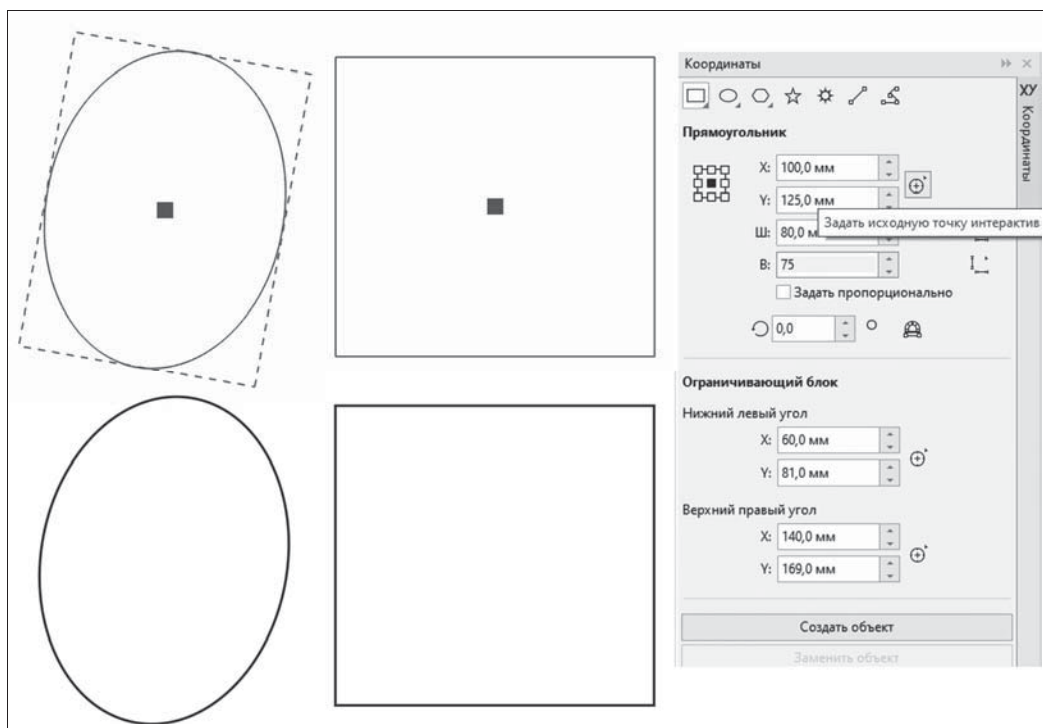 Координаты
Прямоугольник
X: 100,0 мм
Y: 125,0 мм
Задать исходную точку интерактив
Ш: 80,0 м
В: 75
Задать пропорционально
0,0
Ограничивающий блок
Нижний левый угол
X: 60,0 мм
Y: 81,0 мм
Верхний правый угол
X: 140,0 мм
Y: 169,0 мм
Создать объект
Заменить объект
XY Координаты